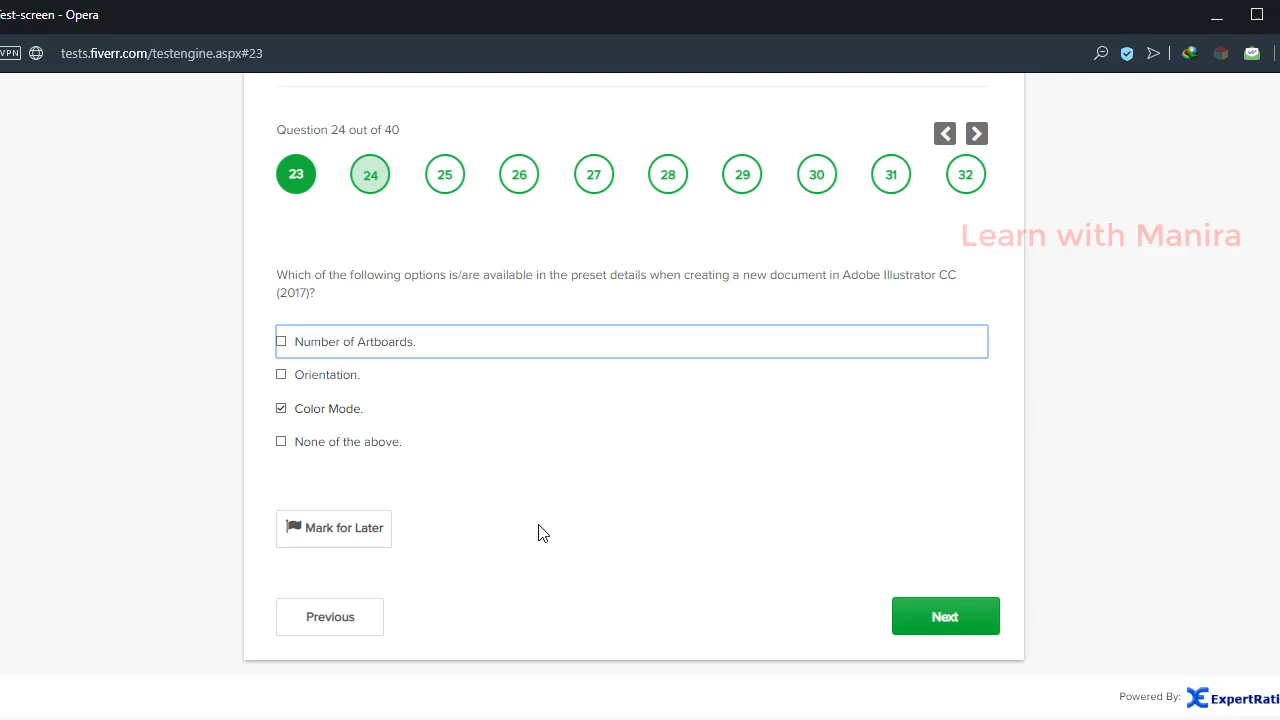 est-screen - Opera
VPN
tests.fiverr.com/testengine.aspx#23
Question 24 out of 40
23 24 25 26 27 28 29 30 31 32
Learn with Manira
Which of the following options is/are available in the preset details when creating a new document in Adobe Illustrator CC
(2017)?
Number of Artboards.
Orientation.
Color Mode.
None of the above.
Mark for Later
Previous
Next
Powered By:
ExpertRati